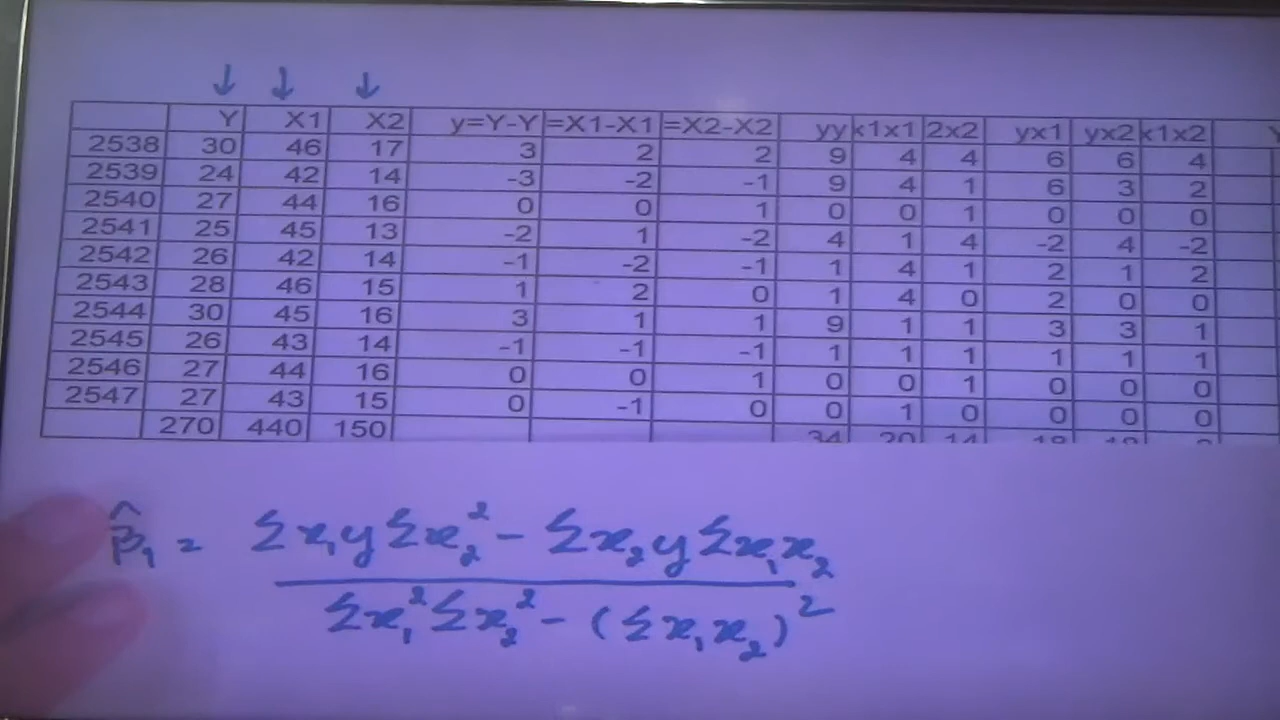 ↓ ↓ ↓
Y X1 X2 y=Y-Y =X1-X1 =X2-X2 yy x1x1 2x2 yx1 yx2 x1x2 Y
2538 30 46 17 3 2 2 9 4 4 6 6 4
2539 24 42 14 -3 -2 -1 9 4 1 6 3 2
2540 27 44 16 0 0 1 0 0 1 0 0 0
2541 25 45 13 -2 1 -2 4 1 4 -2 4 -2
2542 26 42 14 -1 -2 -1 1 4 1 2 1 2
2543 28 46 15 1 2 0 1 4 0 2 0 0
2544 30 45 16 3 1 1 9 1 1 3 3 1
2545 26 43 14 -1 -1 -1 1 1 1 1 1 1
2546 27 44 16 0 0 1 0 0 1 0 0 0
2547 27 43 15 0 -1 0 0 1 0 0 0 0
270 440 150 34 20 14
β̂₁ = Σx₁yΣx₂² - Σx₂yΣx₁x₂
Σx₁²Σx₂² - (Σx₁x₂)²